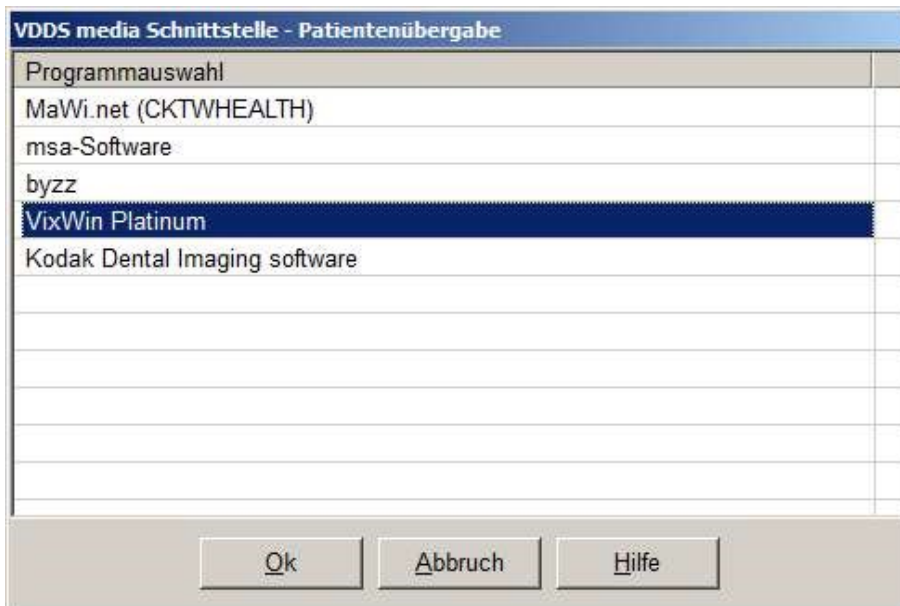 VDDS media Schnittstelle - Patientenübergabe
Programmauswahl
MaWi.net (CKTWHEALTH)
msa-Software
byzz
VixWin Platinum
Kodak Dental Imaging software
Ok Abbruch Hilfe